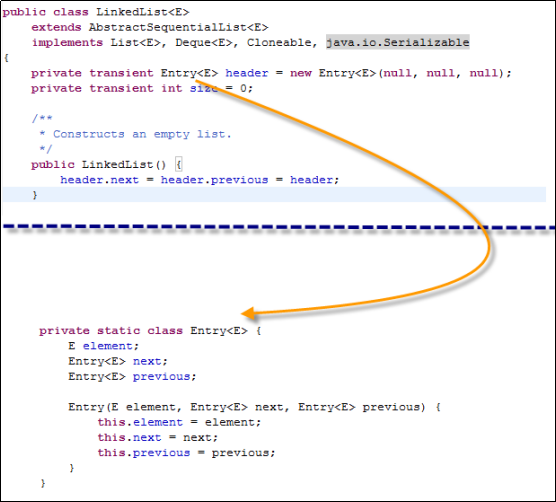 public class LinkedList<E>
    extends AbstractSequentialList<E>
    implements List<E>, Deque<E>, Cloneable, java.io.Serializable
{
    private transient Entry<E> header = new Entry<E>(null, null, null);
    private transient int size = 0;

    /**
     * Constructs an empty list.
     */
    public LinkedList() {
        header.next = header.previous = header;
    }

    private static class Entry<E> {
        E element;
        Entry<E> next;
        Entry<E> previous;

        Entry(E element, Entry<E> next, Entry<E> previous) {
            this.element = element;
            this.next = next;
            this.previous = previous;
        }
    }